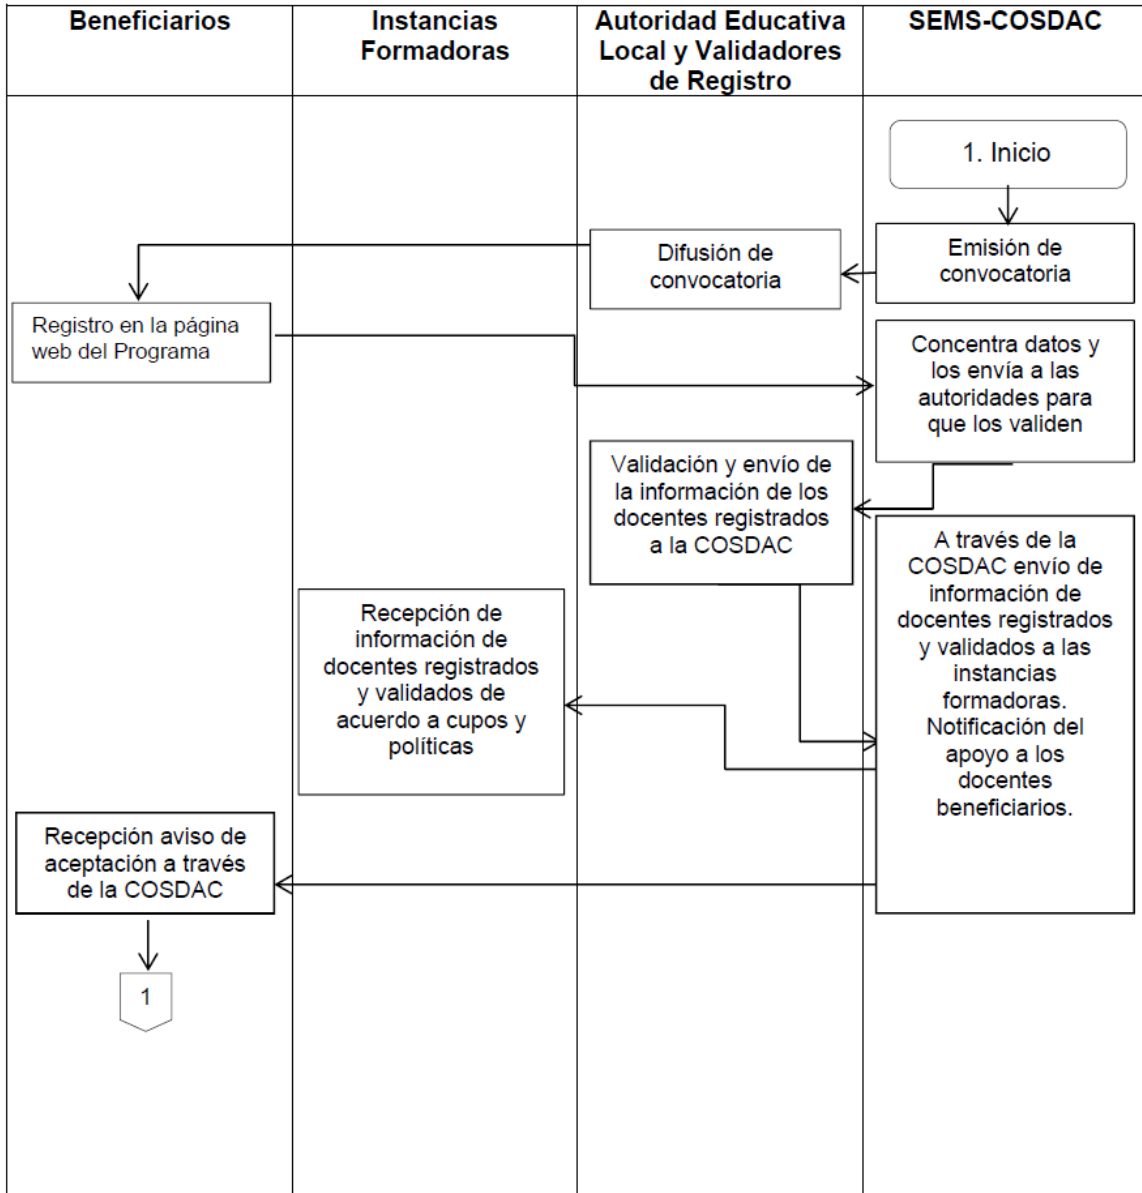 Beneficiarios
Instancias
Formadoras
Autoridad Educativa
Local y Validadores
de Registro
SEMS-COSDAC
1. Inicio
Emisión de
convocatoria
Difusión de
convocatoria
Registro en la página
web del Programa
Concentra datos y
los envía a las
autoridades para
que los validen
Validación y envío de
la información de los
docentes registrados
a la COSDAC
A través de la
COSDAC envío de
información de
docentes registrados
y validados a las
instancias
formadoras.
Notificación del
apoyo a los
docentes
beneficiarios.
Recepción de
información de
docentes registrados
y validados de
acuerdo a cupos y
políticas
Recepción aviso de
aceptación a través
de la COSDAC
1